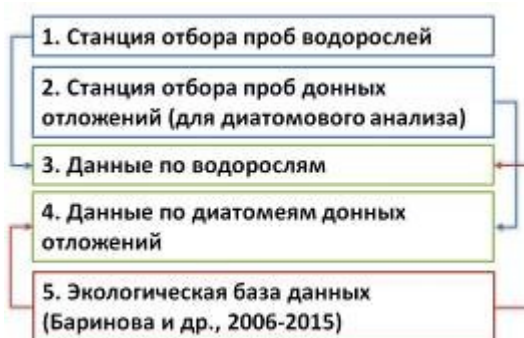 1. Станция отбора проб водорослей
2. Станция отбора проб донных
отложений (для диатомового анализа)
3. Данные по водорослям
4. Данные по диатомеям донных
отложений
5. Экологическая база данных
(Баринова и др., 2006-2015)